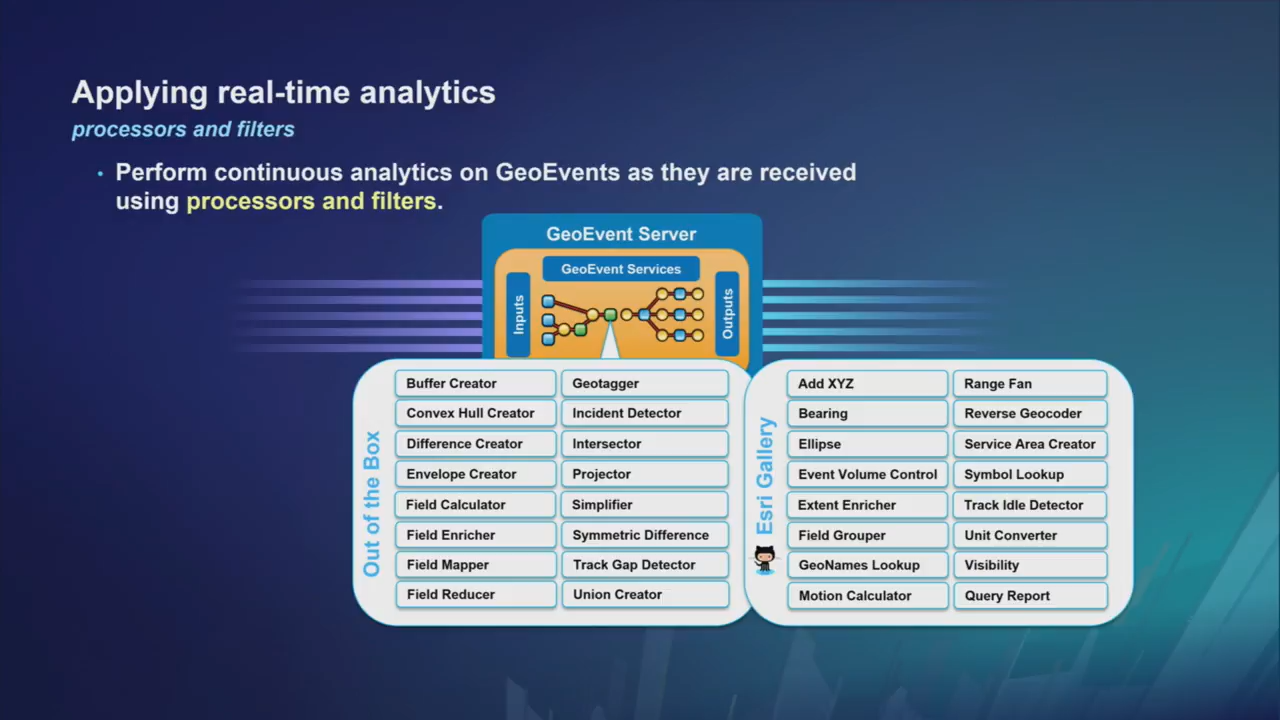 Applying real-time analytics
processors and filters
• Perform continuous analytics on GeoEvents as they are received
using processors and filters.
GeoEvent Server
GeoEvent Services
Inputs
Outputs
Out of the Box
Buffer Creator
Geotagger
Convex Hull Creator
Incident Detector
Difference Creator
Intersector
Envelope Creator
Projector
Field Calculator
Simplifier
Field Enricher
Symmetric Difference
Field Mapper
Track Gap Detector
Field Reducer
Union Creator
Esri Gallery
Add XYZ
Range Fan
Bearing
Reverse Geocoder
Ellipse
Service Area Creator
Event Volume Control
Symbol Lookup
Extent Enricher
Track Idle Detector
Field Grouper
Unit Converter
GeoNames Lookup
Visibility
Motion Calculator
Query Report